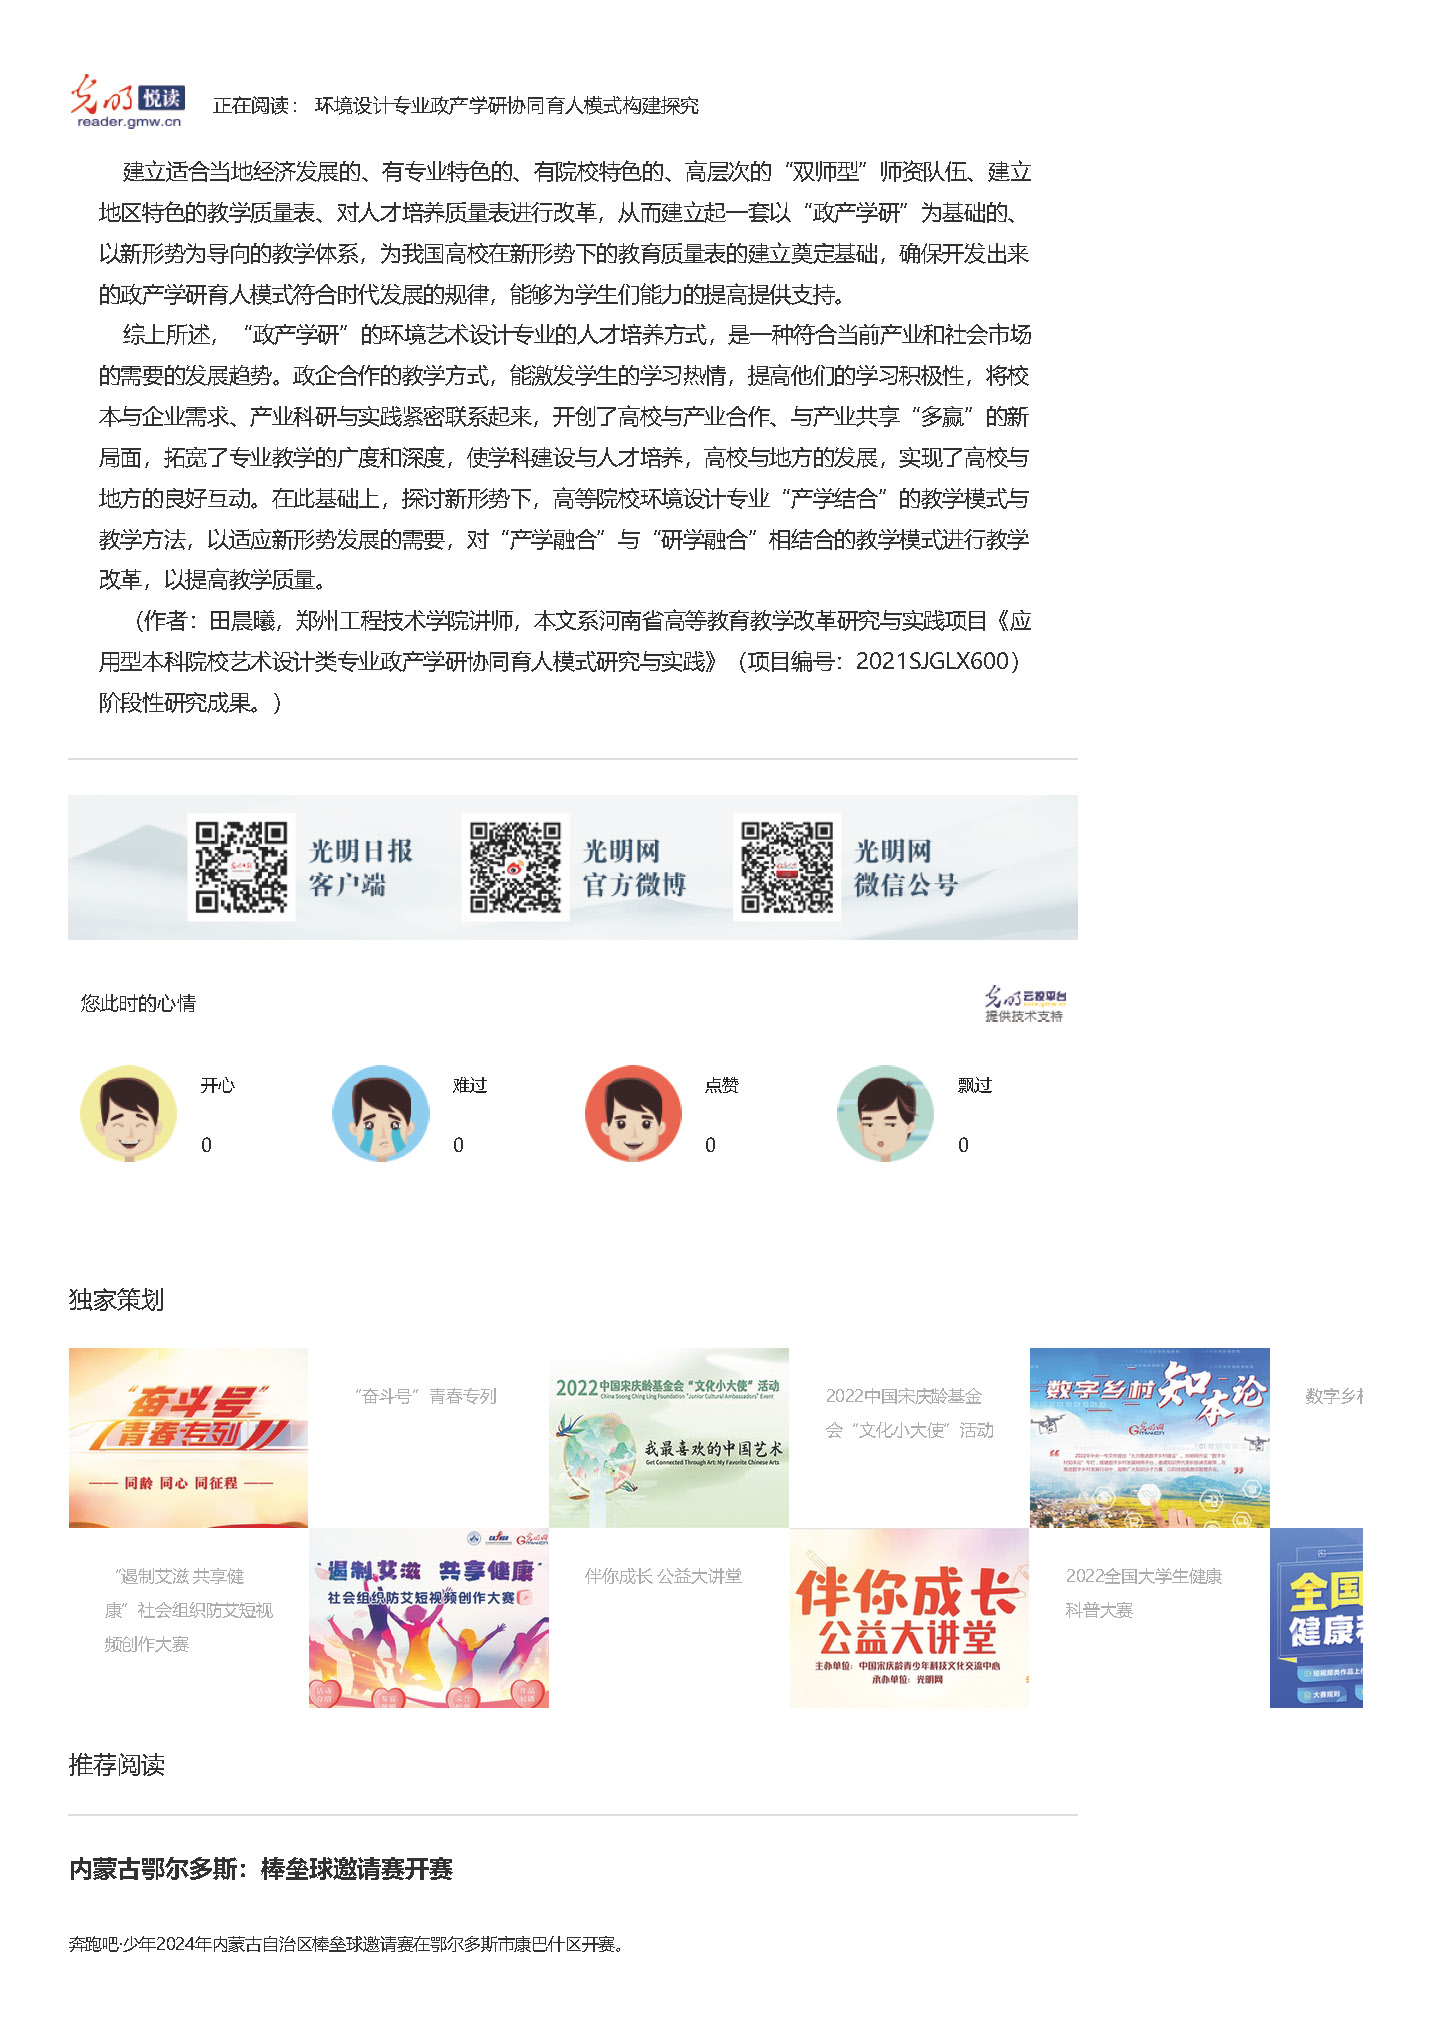 光明 悦读
reader.gmw.cn
正在阅读： 环境设计专业政产学研协同育人模式构建探究
建立适合当地经济发展的、有专业特色的、有院校特色的、高层次的“双师型”师资队伍、建立
地区特色的教学质量表、对人才培养质量表进行改革，从而建立起一套以“政产学研”为基础的、
以新形势为导向的教学体系，为我国高校在新形势下的教育质量表的建立奠定基础，确保开发出来
的政产学研育人模式符合时代发展的规律，能够为学生们能力的提高提供支持。
综上所述，“政产学研”的环境艺术设计专业的人才培养方式，是一种符合当前产业和社会市场
的需要的发展趋势。政企合作的教学方式，能激发学生的学习热情，提高他们的学习积极性，将校
本与企业需求、产业科研与实践紧密联系起来，开创了高校与产业合作、与产业共享“多赢”的新
局面，拓宽了专业教学的广度和深度，使学科建设与人才培养，高校与地方的发展，实现了高校与
地方的良好互动。在此基础上，探讨新形势下，高等院校环境设计专业“产学结合”的教学模式与
教学方法，以适应新形势发展的需要，对“产学融合”与“研学融合”相结合的教学模式进行教学
改革，以提高教学质量。
（作者：田晨曦，郑州工程技术学院讲师，本文系河南省高等教育教学改革研究与实践项目《应
用型本科院校艺术设计类专业政产学研协同育人模式研究与实践》（项目编号：2021SJGLX600）
阶段性研究成果。）
光明日报
客户端
光明网
官方微博
光明网
微信公号
您此时的心情
光明云投平台
提供技术支持
开心
0
难过
0
点赞
0
飘过
0
独家策划
“奋斗号”
青春专列
同龄 同心 同征程
“奋斗号”青春专列
2022中国宋庆龄基金会“文化小大使”活动
China Soong Ching Ling Foundation "Junior Cultural Ambassadors" Event
我最喜欢的中国艺术
Get Connected Through Art: My Favorite Chinese Arts
2022中国宋庆龄基金
会“文化小大使”活动
数字乡村知本论
光明网
数字乡村
“遏制艾滋 共享健
康”社会组织防艾短视
频创作大赛
“遏制艾滋 共享健康”
社会组织防艾短视频创作大赛
伴你成长 公益大讲堂
伴你成长
公益大讲堂
主办单位：中国宋庆龄青少年科技文化交流中心
承办单位：光明网
2022全国大学生健康
科普大赛
全国
健康科
短视频类作品上
大赛规则
推荐阅读
内蒙古鄂尔多斯：棒垒球邀请赛开赛
奔跑吧·少年2024年内蒙古自治区棒垒球邀请赛在鄂尔多斯市康巴什区开赛。